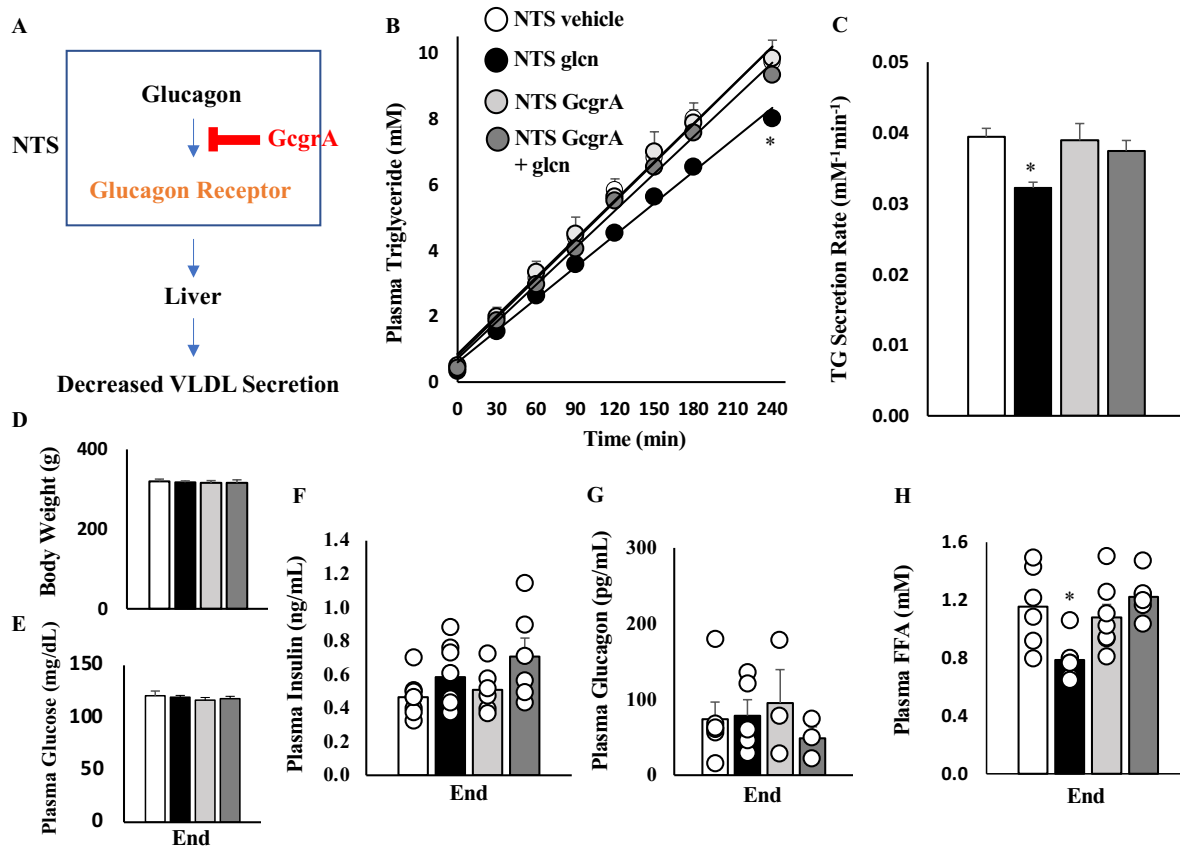 A
Glucagon
NTS
GcgrA
Glucagon Receptor
Liver
Decreased VLDL Secretion
B
NTS vehicle
NTS glcn
NTS GcgrA
NTS GcgrA
+ glcn
Plasma Triglyceride (mM)
10
8
6
4
2
0
*
0 30 60 90 120 150 180 210 240
Time (min)
C
TG Secretion Rate (mM⁻¹min⁻¹)
0.05
0.04
0.03
0.02
0.01
0.00
*
D
Body Weight (g)
400
200
0
E
Plasma Glucose (mg/dL)
150
100
50
0
End
F
Plasma Insulin (ng/mL)
1.4
1.2
1.0
0.8
0.6
0.4
0.2
0.0
End
G
Plasma Glucagon (pg/mL)
300
200
100
0
End
H
Plasma FFA (mM)
1.6
1.2
0.8
0.4
0.0
*
End